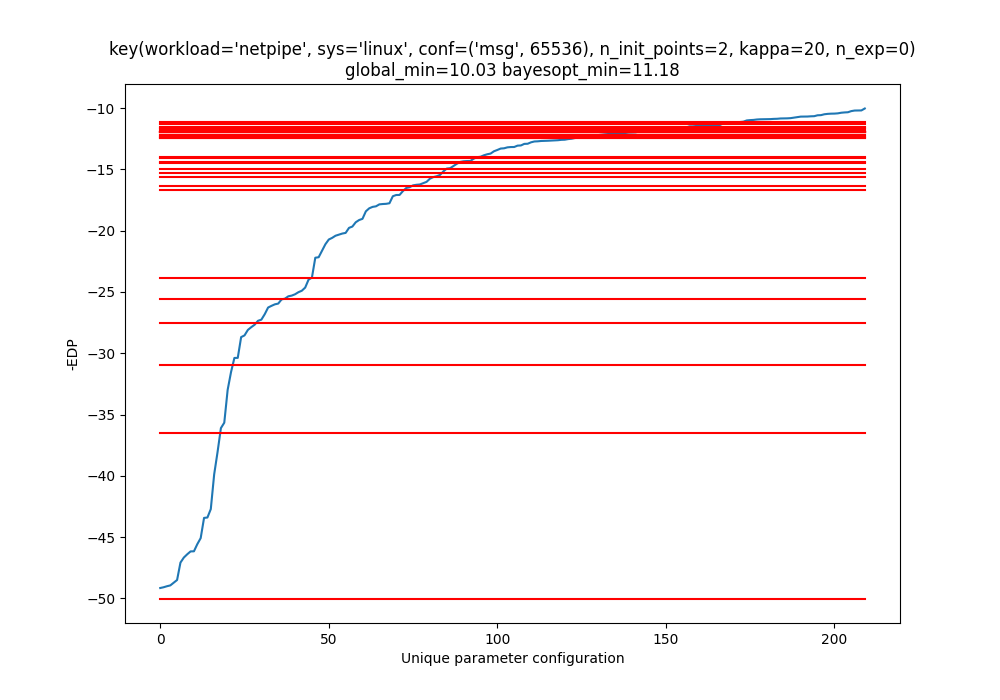 key(workload='netpipe', sys='linux', conf=('msg', 65536), n_init_points=2, kappa=20, n_exp=0)
global_min=10.03 bayesopt_min=11.18
−10
−15
−20
−25
−30
−35
−40
−45
−50
-EDP
0 50 100 150 200
Unique parameter configuration